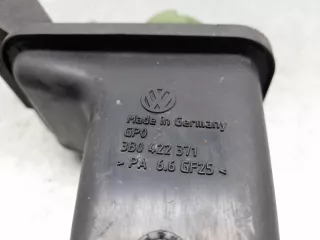 Made in Germany
GP0
3B0 422 371
> PA 6.6 GF25 <